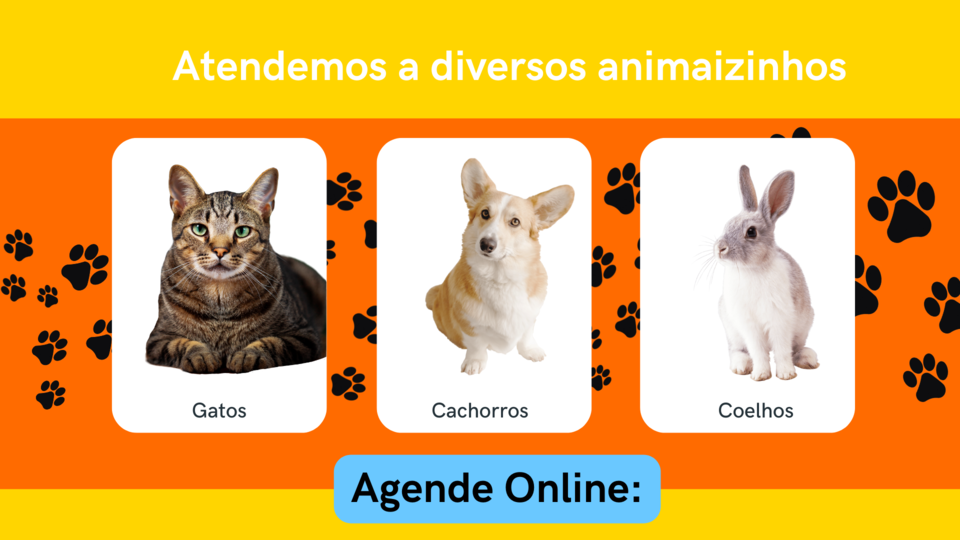 Atendemos a diversos animaizinhos
Gatos
Cachorros
Coelhos
Agende Online: